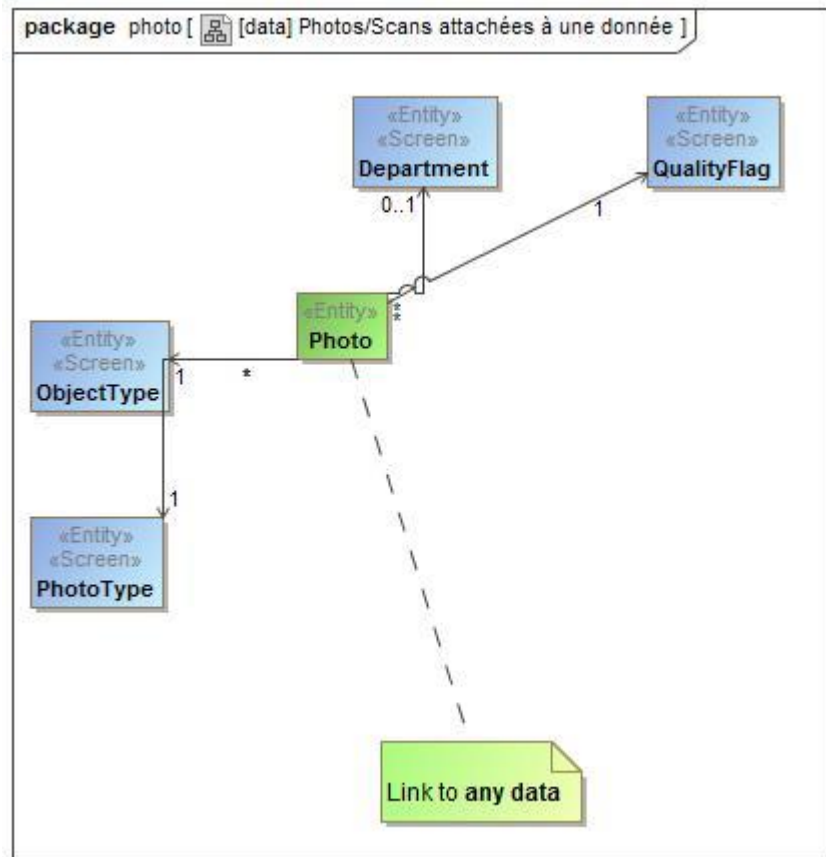 package photo [ [data] Photos/Scans attachées à une donnée ]
«Entity»
«Screen»
Department
«Entity»
«Screen»
QualityFlag
0..1
1
«Entity»
Photo
*
*
«Entity»
«Screen»
ObjectType
1
*
1
«Entity»
«Screen»
PhotoType
Link to any data